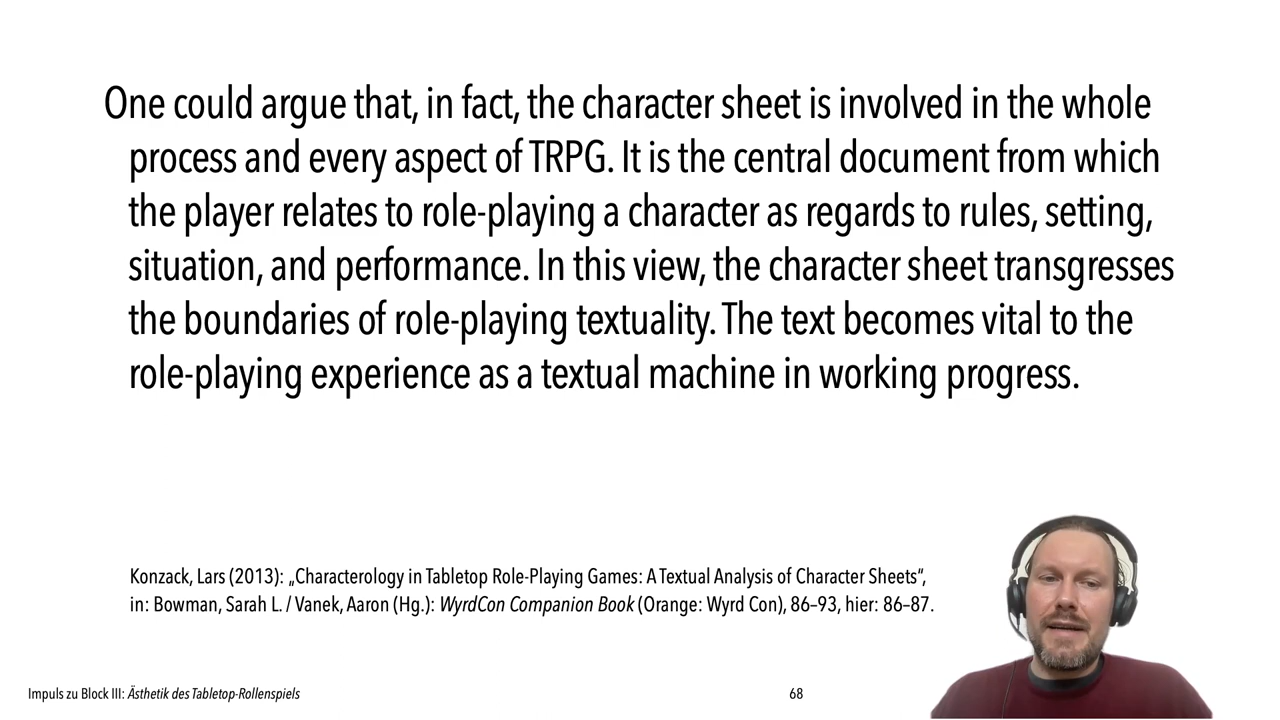 One could argue that, in fact, the character sheet is involved in the whole
process and every aspect of TRPG. It is the central document from which
the player relates to role-playing a character as regards to rules, setting,
situation, and performance. In this view, the character sheet transgresses
the boundaries of role-playing textuality. The text becomes vital to the
role-playing experience as a textual machine in working progress.
Konzack, Lars (2013): „Characterology in Tabletop Role-Playing Games: A Textual Analysis of Character Sheets“,
in: Bowman, Sarah L. / Vanek, Aaron (Hg.): WyrdCon Companion Book (Orange: Wyrd Con), 86–93, hier: 86–87.
Impuls zu Block III: Ästhetik des Tabletop-Rollenspiels
68